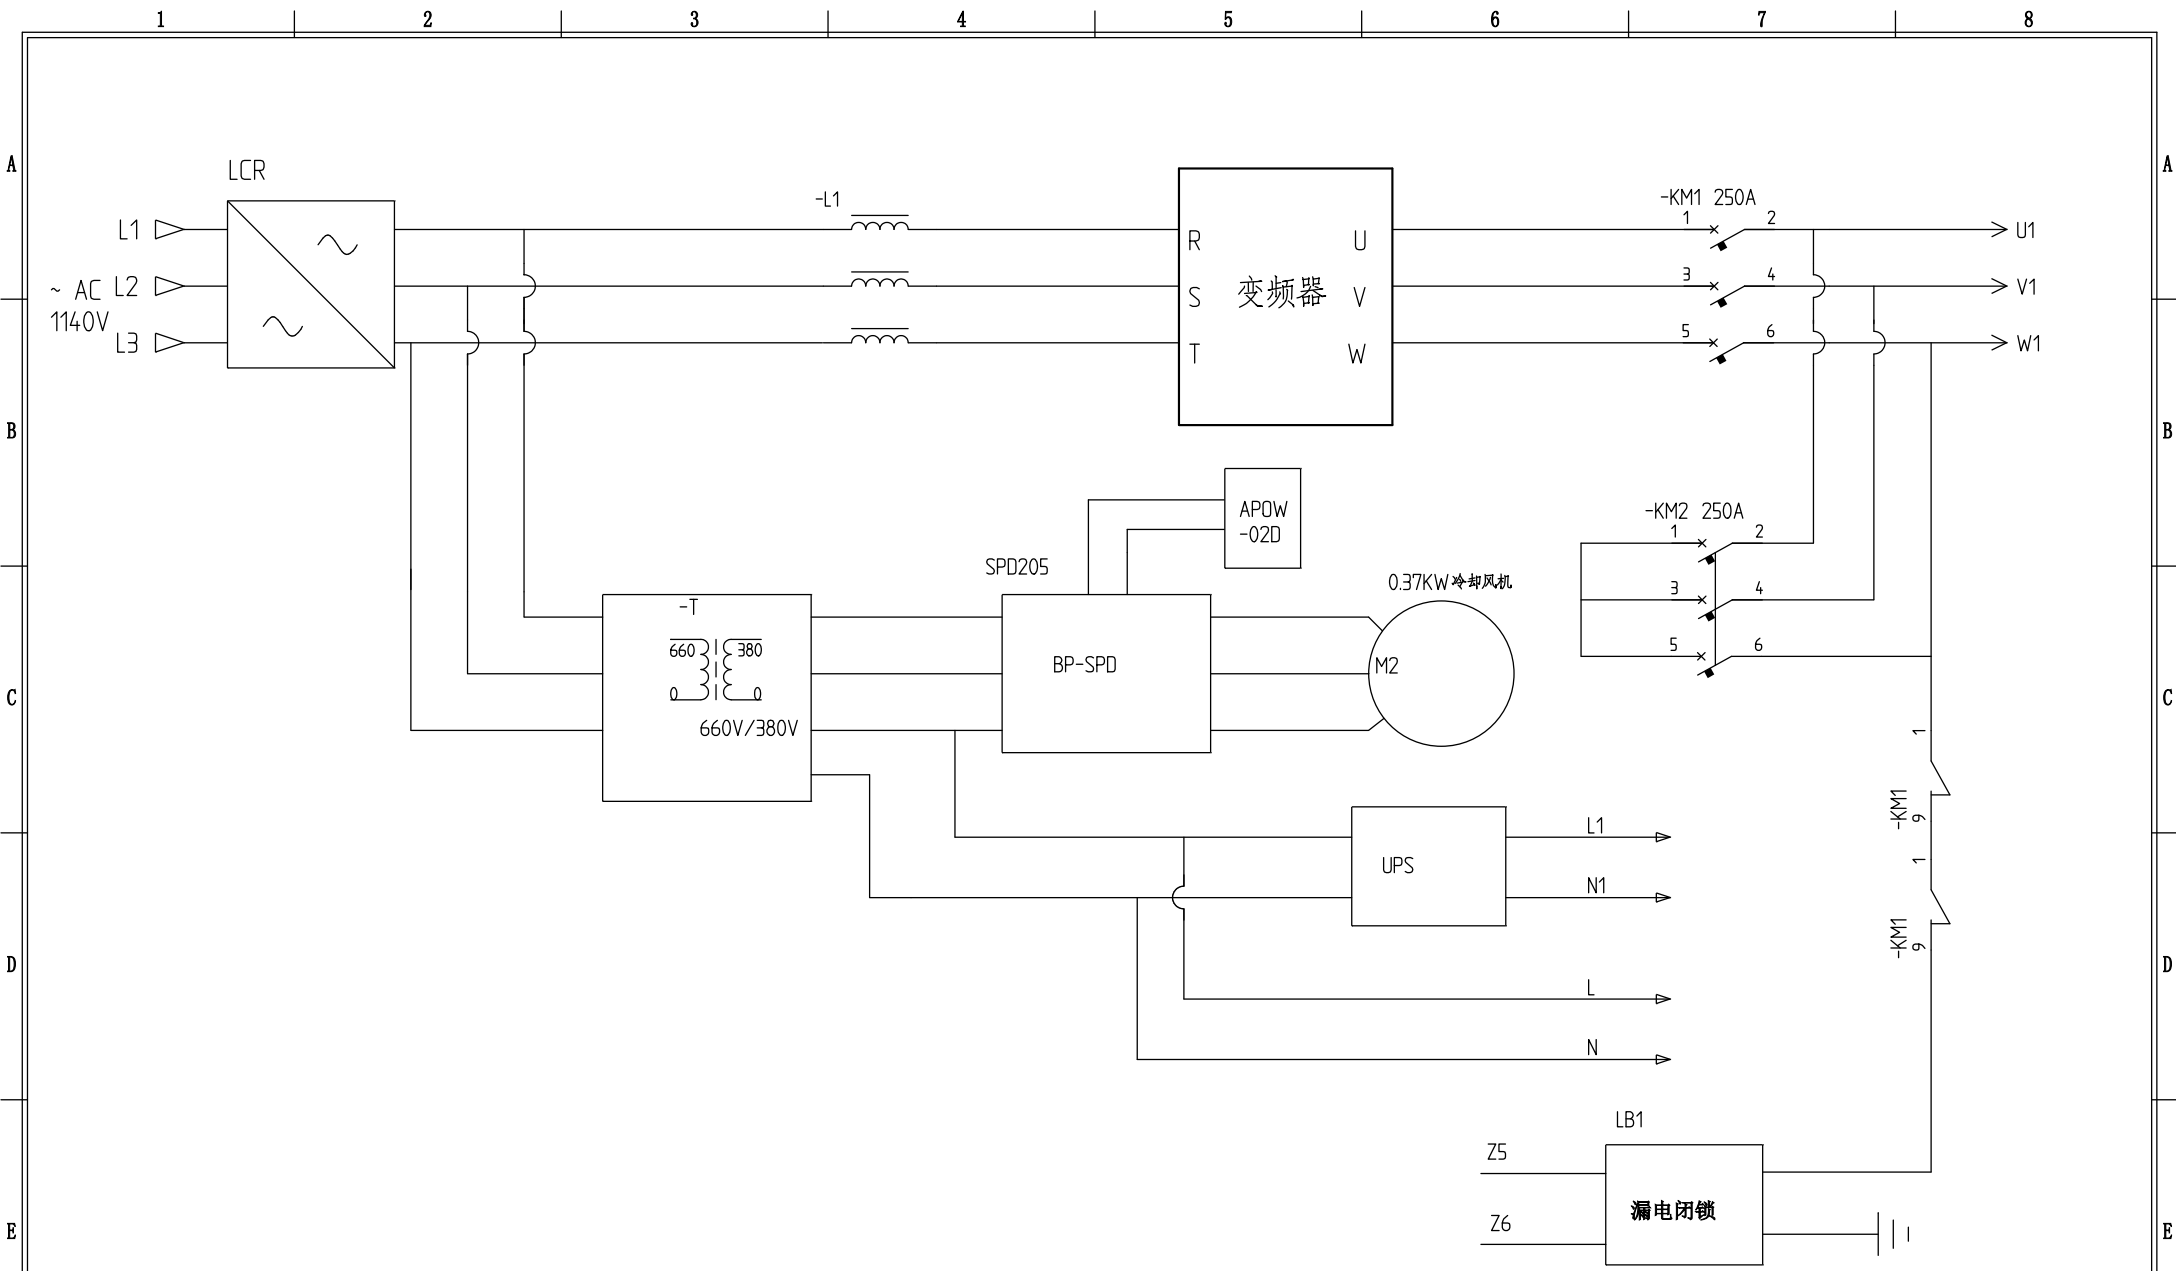 1 2 3 4 5 6 7 8
A A
LCR
-L1
-KM1 250A
1 2
L1
R U
U1
变频器
3 4
~ AC L2
S V
V1
1140V
5 6
L3
T W
W1
B B
APOW
-02D
-KM2 250A
1 2
SPD205
0.37KW冷却风机
3 4
-T
660 380
5 6
BP-SPD
M2
0 0
C C
660V/380V
1
-KM1
9
L1
UPS
1
N1
-KM1
9
D D
L
N
LB1
Z5
漏电闭锁
Z6
E E